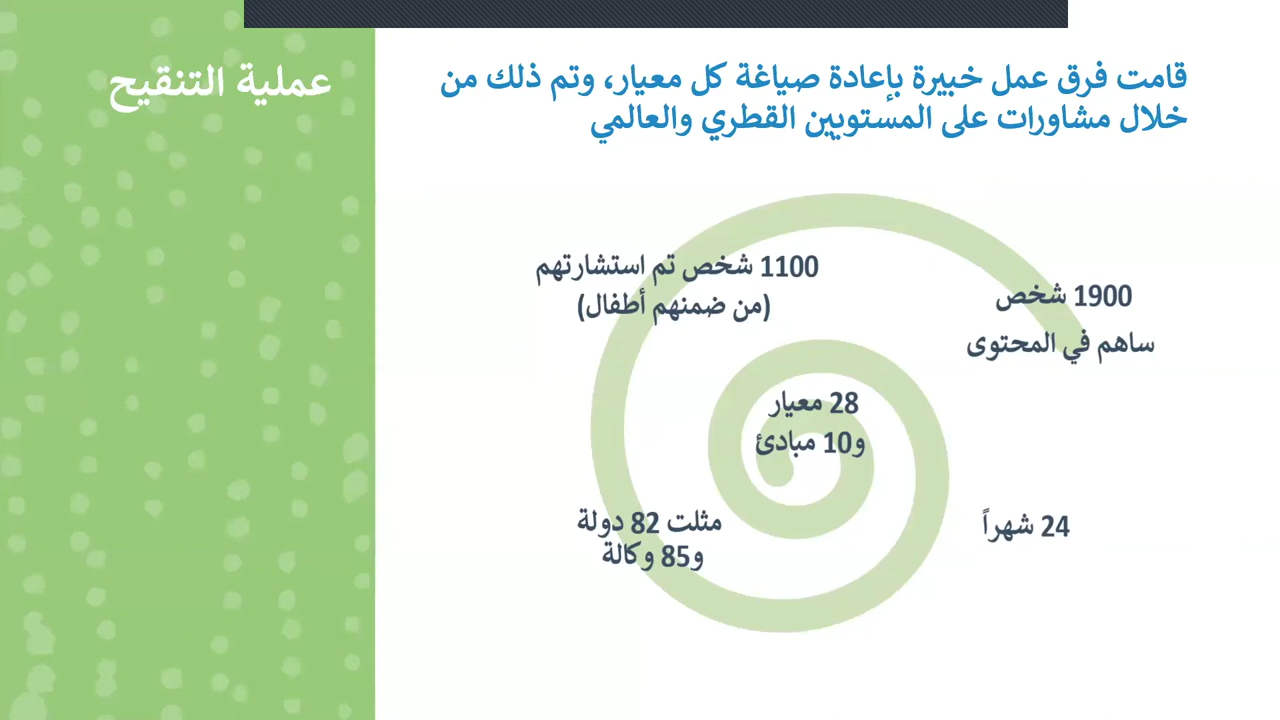 عملية التنقيح
قامت فرق عمل خبيرة بإعادة صياغة كل معيار، وتم ذلك من
خلال مشاورات على المستويين القطري والعالمي
1900 شخص
ساهم في المحتوى
1100 شخص تم استشارتهم
(من ضمنهم أطفال)
28 معيار
و10 مبادئ
24 شهراً
مثلت 82 دولة
و85 وكالة